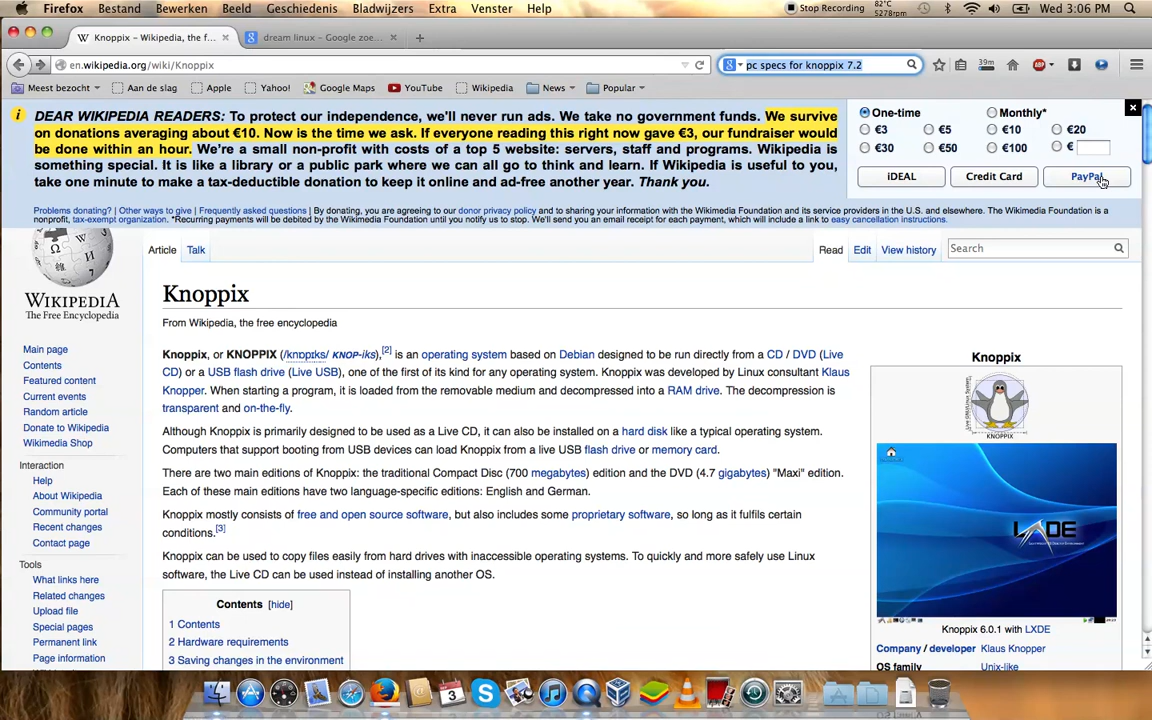 Firefox Bestand Bewerken Beeld Geschiedenis Bladwijzers Extra Venster Help Stop Recording 82°C 5278rpm Wed 3:06 PM
Knoppix – Wikipedia, the f... dream linux – Google zoe...
en.wikipedia.org/wiki/Knoppix pc specs for knoppix 7.2 39m ABP
Meest bezocht Aan de slag Apple Yahoo! Google Maps YouTube Wikipedia News Popular
DEAR WIKIPEDIA READERS: To protect our independence, we'll never run ads. We take no government funds. We survive
on donations averaging about €10. Now is the time we ask. If everyone reading this right now gave €3, our fundraiser would
be done within an hour. We're a small non-profit with costs of a top 5 website: servers, staff and programs. Wikipedia is
something special. It is like a library or a public park where we can all go to think and learn. If Wikipedia is useful to you,
take one minute to make a tax-deductible donation to keep it online and ad-free another year. Thank you.
One-time Monthly*
€3 €5 €10 €20
€30 €50 €100 €
iDEAL Credit Card PayPal
Problems donating? | Other ways to give | Frequently asked questions | By donating, you are agreeing to our donor privacy policy and to sharing your information with the Wikimedia Foundation and its service providers in the U.S. and elsewhere. The Wikimedia Foundation is a
nonprofit, tax-exempt organization. *Recurring payments will be debited by the Wikimedia Foundation until you notify us to stop. We'll send you an email receipt for each payment, which will include a link to easy cancellation instructions.
Article Talk Read Edit View history Search
WIKIPEDIA
The Free Encyclopedia
Main page
Contents
Featured content
Current events
Random article
Donate to Wikipedia
Wikimedia Shop
Interaction
Help
About Wikipedia
Community portal
Recent changes
Contact page
Tools
What links here
Related changes
Upload file
Special pages
Permanent link
Page information
Knoppix
From Wikipedia, the free encyclopedia
Knoppix, or KNOPPIX (/knɒpɪks/ KNOP-iks),[2] is an operating system based on Debian designed to be run directly from a CD / DVD (Live
CD) or a USB flash drive (Live USB), one of the first of its kind for any operating system. Knoppix was developed by Linux consultant Klaus
Knopper. When starting a program, it is loaded from the removable medium and decompressed into a RAM drive. The decompression is
transparent and on-the-fly.
Although Knoppix is primarily designed to be used as a Live CD, it can also be installed on a hard disk like a typical operating system.
Computers that support booting from USB devices can load Knoppix from a live USB flash drive or memory card.
There are two main editions of Knoppix: the traditional Compact Disc (700 megabytes) edition and the DVD (4.7 gigabytes) "Maxi" edition.
Each of these main editions have two language-specific editions: English and German.
Knoppix mostly consists of free and open source software, but also includes some proprietary software, so long as it fulfils certain
conditions.[3]
Knoppix can be used to copy files easily from hard drives with inaccessible operating systems. To quickly and more safely use Linux
software, the Live CD can be used instead of installing another OS.
Contents [hide]
1 Contents
2 Hardware requirements
3 Saving changes in the environment
Knoppix
KNOPPIX
Knoppix 6.0.1 with LXDE
Company / developer Klaus Knopper
OS family Unix-like
3